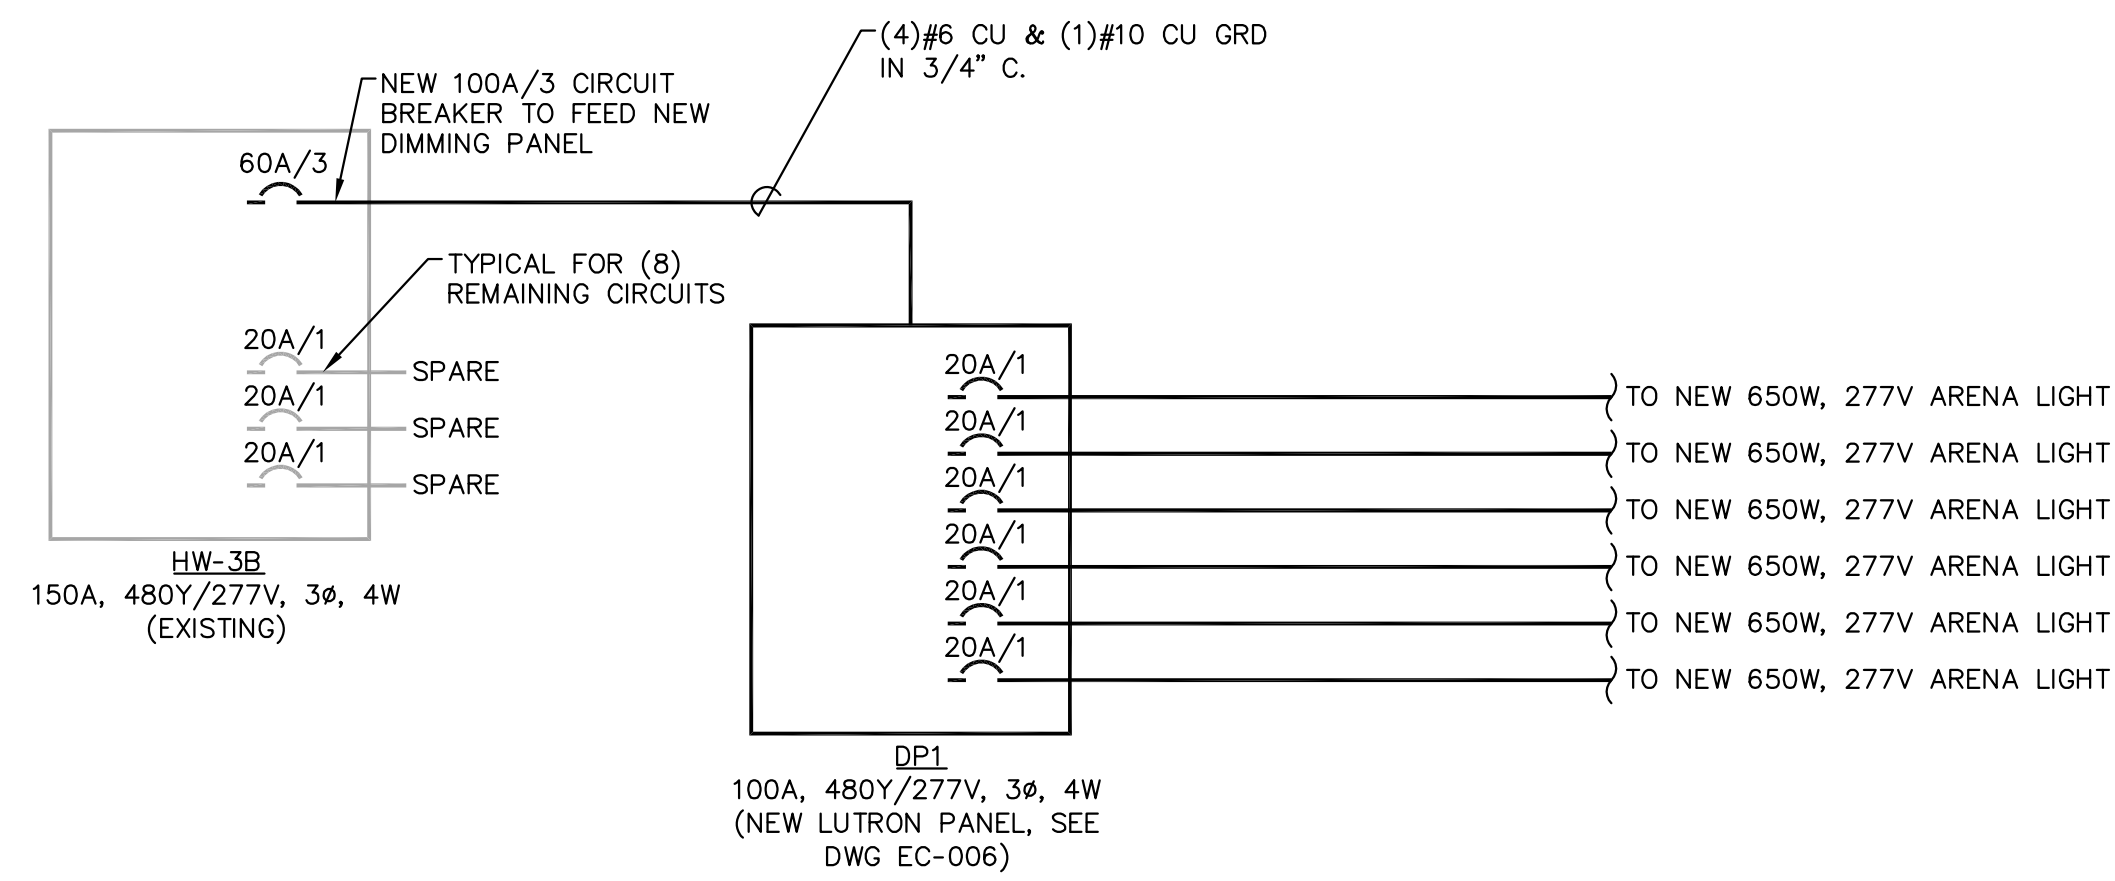 (4)#6 CU & (1)#10 CU GRD
IN 3/4" C.
NEW 100A/3 CIRCUIT
BREAKER TO FEED NEW
DIMMING PANEL
60A/3
TYPICAL FOR (8)
REMAINING CIRCUITS
20A/1
SPARE
20A/1
SPARE
20A/1
SPARE
HW-3B
150A, 480Y/277V, 3ø, 4W
(EXISTING)
20A/1
TO NEW 650W, 277V ARENA LIGHT
20A/1
TO NEW 650W, 277V ARENA LIGHT
20A/1
TO NEW 650W, 277V ARENA LIGHT
20A/1
TO NEW 650W, 277V ARENA LIGHT
20A/1
TO NEW 650W, 277V ARENA LIGHT
20A/1
TO NEW 650W, 277V ARENA LIGHT
DP1
100A, 480Y/277V, 3ø, 4W
(NEW LUTRON PANEL, SEE
DWG EC-006)